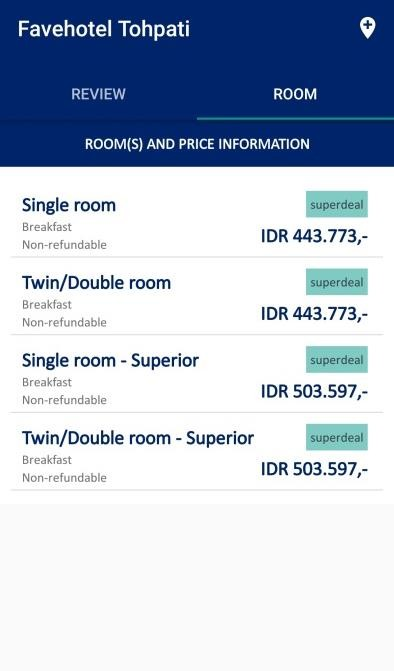 Favehotel Tohpati
REVIEW
ROOM
ROOM(S) AND PRICE INFORMATION
Single room
superdeal
Breakfast
Non-refundable
IDR 443.773,-
Twin/Double room
superdeal
Breakfast
Non-refundable
IDR 443.773,-
Single room - Superior
superdeal
Breakfast
Non-refundable
IDR 503.597,-
Twin/Double room - Superior
superdeal
Breakfast
Non-refundable
IDR 503.597,-